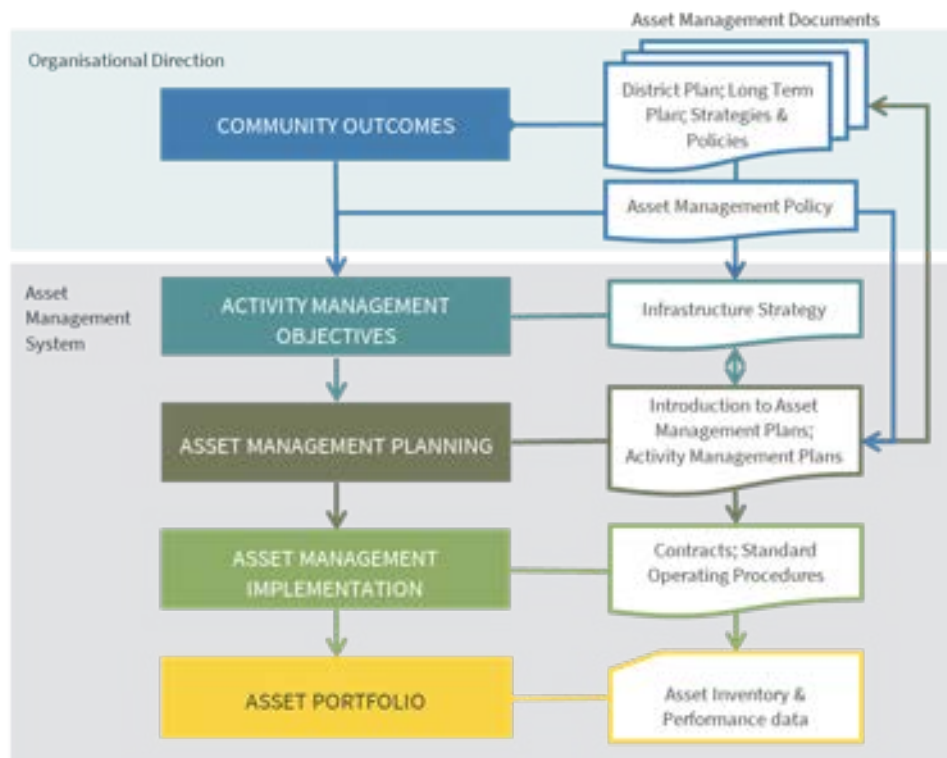 Asset Management Documents
Organisational Direction
COMMUNITY OUTCOMES
District Plan; Long Term
Plan; Strategies &
Policies
Asset Management Policy
Asset
Management
System
ACTIVITY MANAGEMENT
OBJECTIVES
Infrastructure Strategy
ASSET MANAGEMENT PLANNING
Introduction to Asset
Management Plans;
Activity Management Plans
ASSET MANAGEMENT
IMPLEMENTATION
Contracts; Standard
Operating Procedures
ASSET PORTFOLIO
Asset Inventory &
Performance data